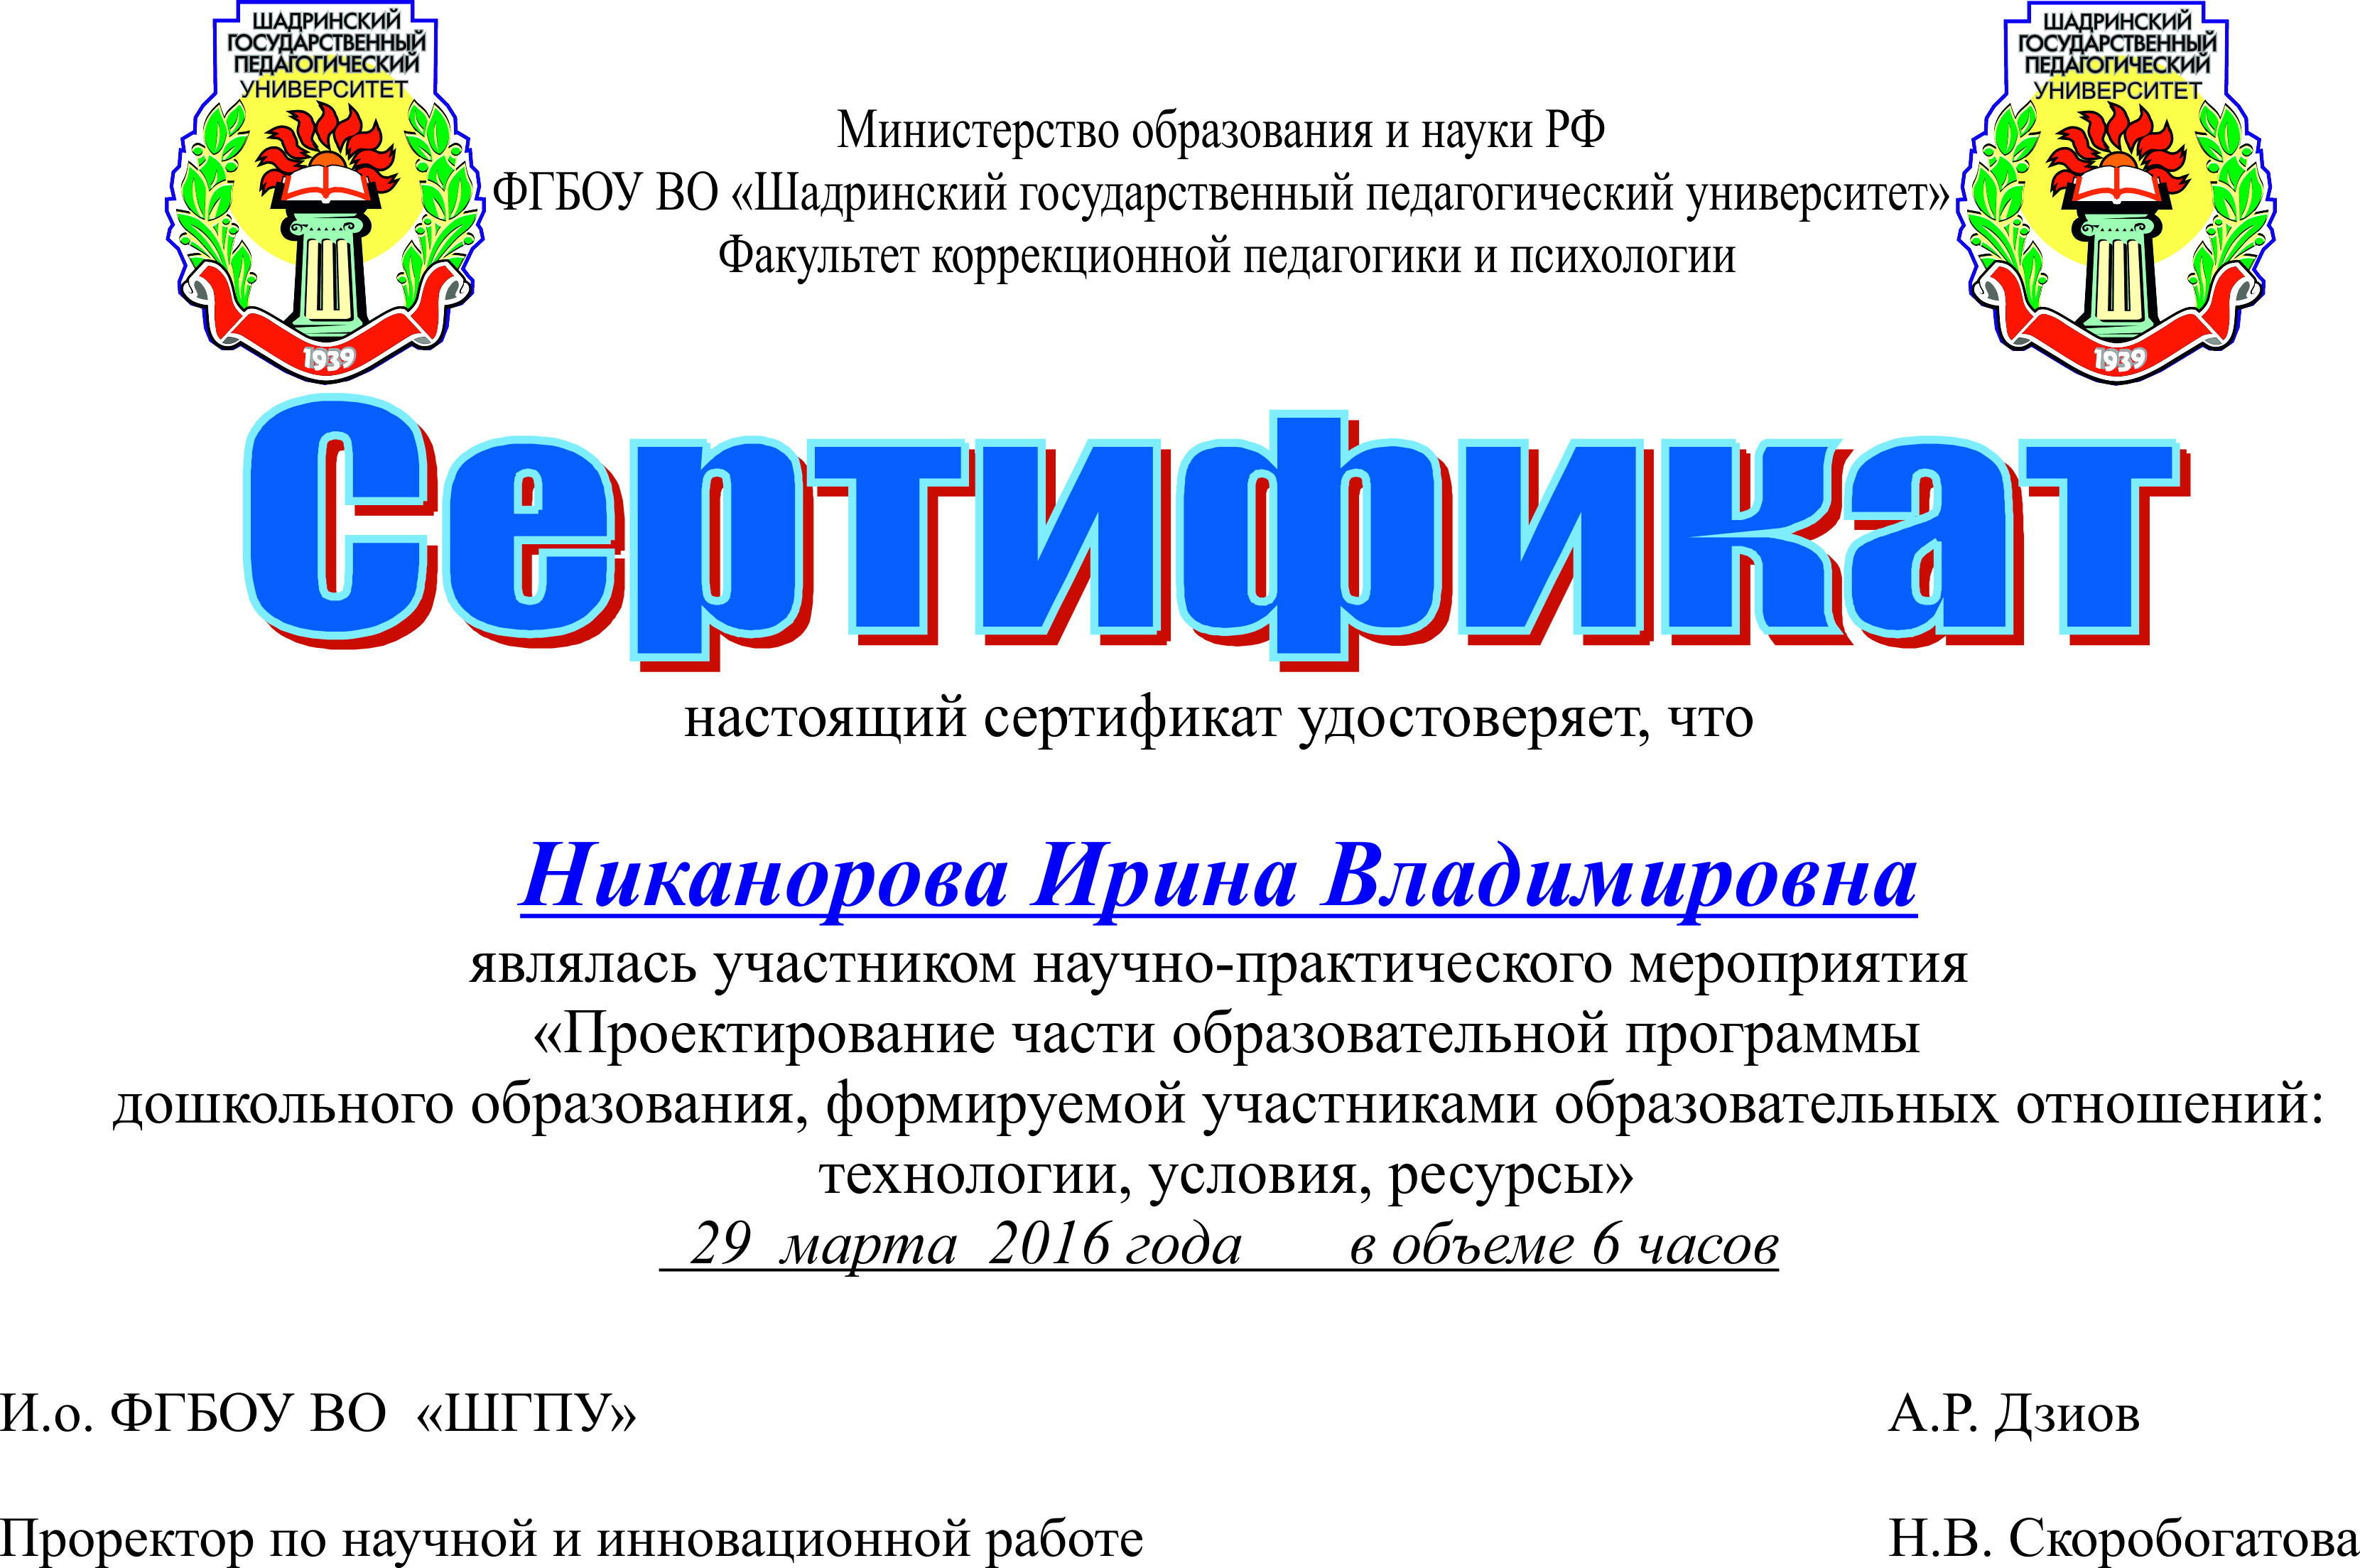 ШАДРИНСКИЙ
ГОСУДАРСТВЕННЫЙ
ПЕДАГОГИЧЕСКИЙ
УНИВЕРСИТЕТ
1939
ШАДРИНСКИЙ
ГОСУДАРСТВЕННЫЙ
ПЕДАГОГИЧЕСКИЙ
УНИВЕРСИТЕТ
1939
Министерство образования и науки РФ
ФГБОУ ВО «Шадринский государственный педагогический университет»
Факультет коррекционной педагогики и психологии
Сертификат
настоящий сертификат удостоверяет, что
Никанорова Ирина Владимировна
являлась участником научно-практического мероприятия
«Проектирование части образовательной программы
дошкольного образования, формируемой участниками образовательных отношений:
технологии, условия, ресурсы»
29 марта 2016 года в объеме 6 часов
И.о. ФГБОУ ВО «ШГПУ» А.Р. Дзиов
Проректор по научной и инновационной работе Н.В. Скоробогатова